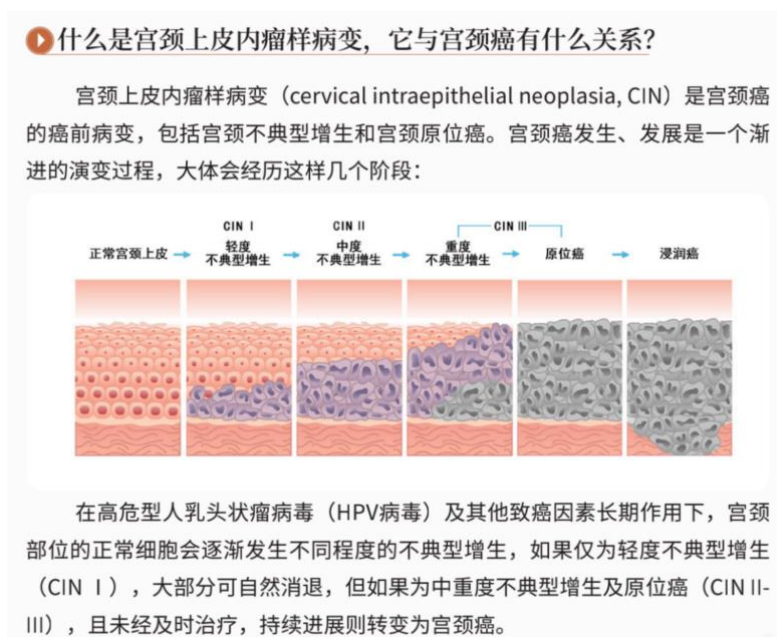 什么是宫颈上皮内瘤样病变，它与宫颈癌有什么关系？
宫颈上皮内瘤样病变（cervical intraepithelial neoplasia, CIN）是宫颈癌
的癌前病变，包括宫颈不典型增生和宫颈原位癌。宫颈癌发生、发展是一个渐
进的演变过程，大体会经历这样几个阶段：
CIN Ⅰ CIN II CIN III
正常宫颈上皮 轻度 中度 重度 原位癌 浸润癌
不典型增生 不典型增生 不典型增生
在高危型人乳头状瘤病毒（HPV病毒）及其他致癌因素长期作用下，宫颈
部位的正常细胞会逐渐发生不同程度的不典型增生，如果仅为轻度不典型增生
（CIN Ⅰ），大部分可自然消退，但如果为中重度不典型增生及原位癌（CIN II-
III），且未经及时治疗，持续进展则转变为宫颈癌。